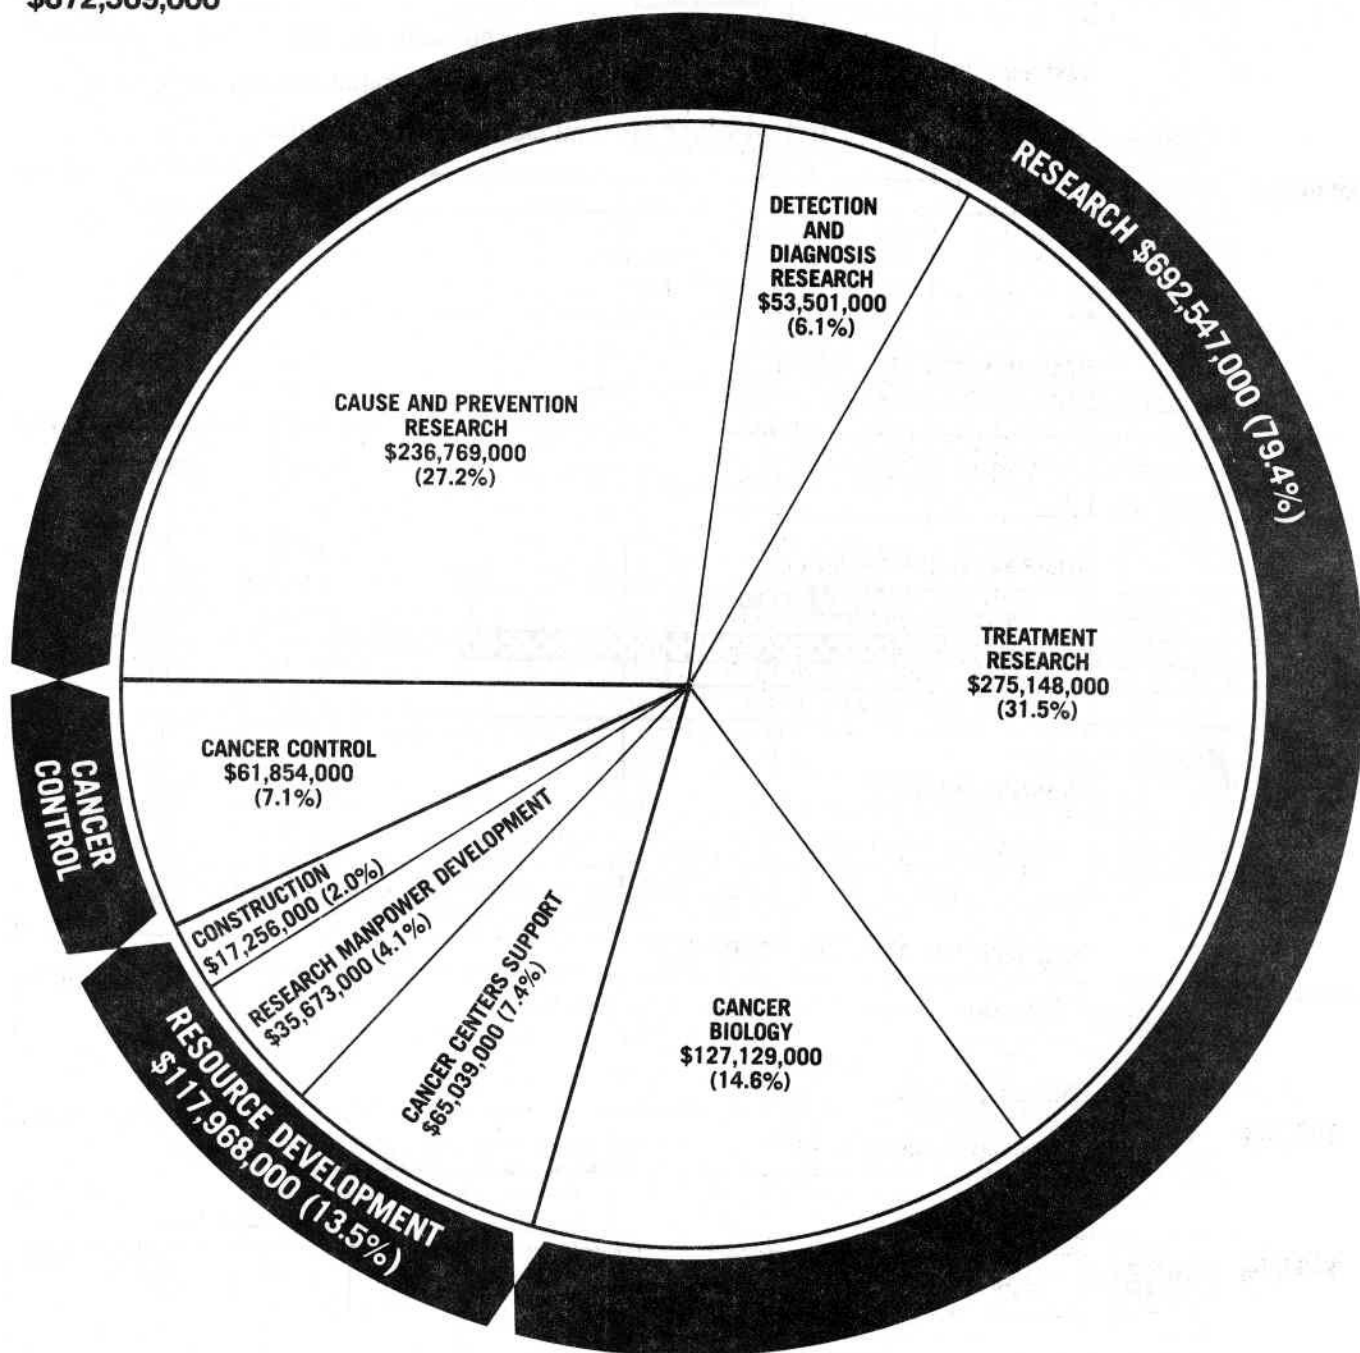 $872,369,000
RESEARCH $692,547,000 (79.4%)
DETECTION
AND
DIAGNOSIS
RESEARCH
$53,501,000
(6.1%)
CAUSE AND PREVENTION
RESEARCH
$236,769,000
(27.2%)
TREATMENT
RESEARCH
$275,148,000
(31.5%)
CANCER CONTROL
$61,854,000
(7.1%)
CANCER
CONTROL
CONSTRUCTION
$17,256,000 (2.0%)
RESEARCH MANPOWER DEVELOPMENT
$35,673,000 (4.1%)
CANCER CENTERS SUPPORT
$65,039,000 (7.4%)
CANCER
BIOLOGY
$127,129,000
(14.6%)
RESOURCE DEVELOPMENT
$117,968,000 (13.5%)